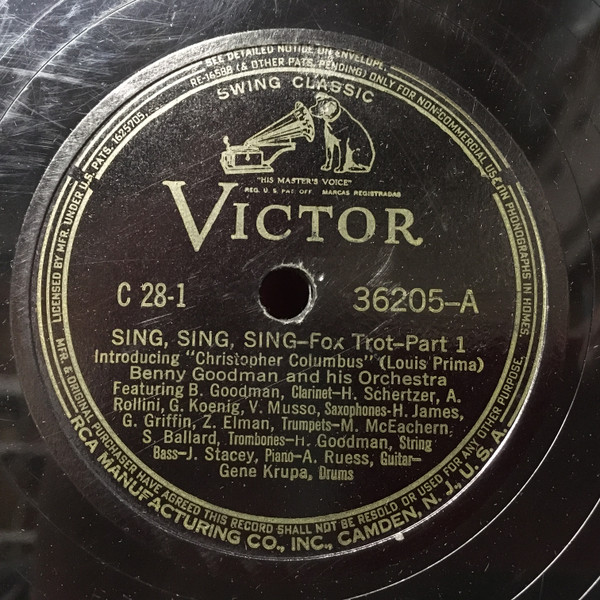 SEE DETAILED NOTICE ON ENVELOPE.
RE-16588 (& OTHER PATS. PENDING) ONLY FOR NON-COMMERCIAL USE ON PHONOGRAPHS IN HOMES.
LICENSED BY MFR. UNDER U.S. PATS. 1625705,
SWING CLASSIC
"HIS MASTER'S VOICE"
REG. U. S. PAT. OFF. MARCAS REGISTRADAS
VICTOR
C 28-1
36205-A
SING, SING, SING-Fox Trot-Part 1
Introducing "Christopher Columbus" (Louis Prima)
Benny Goodman and his Orchestra
Featuring B. Goodman, Clarinet-H. Schertzer, A.
Rollini, G. Koenig, V. Musso, Saxophones-H. James,
G. Griffin, Z. Elman, Trumpets-M. McEachern,
S. Ballard, Trombones-H. Goodman, String
Bass-J. Stacey, Piano-A. Ruess, Guitar-
Gene Krupa, Drums
MFR. & ORIGINAL PURCHASER HAVE AGREED THIS RECORD SHALL NOT BE RESOLD OR USED FOR ANY OTHER PURPOSE.
RCA MANUFACTURING CO., INC., CAMDEN, N. J., U. S. A.